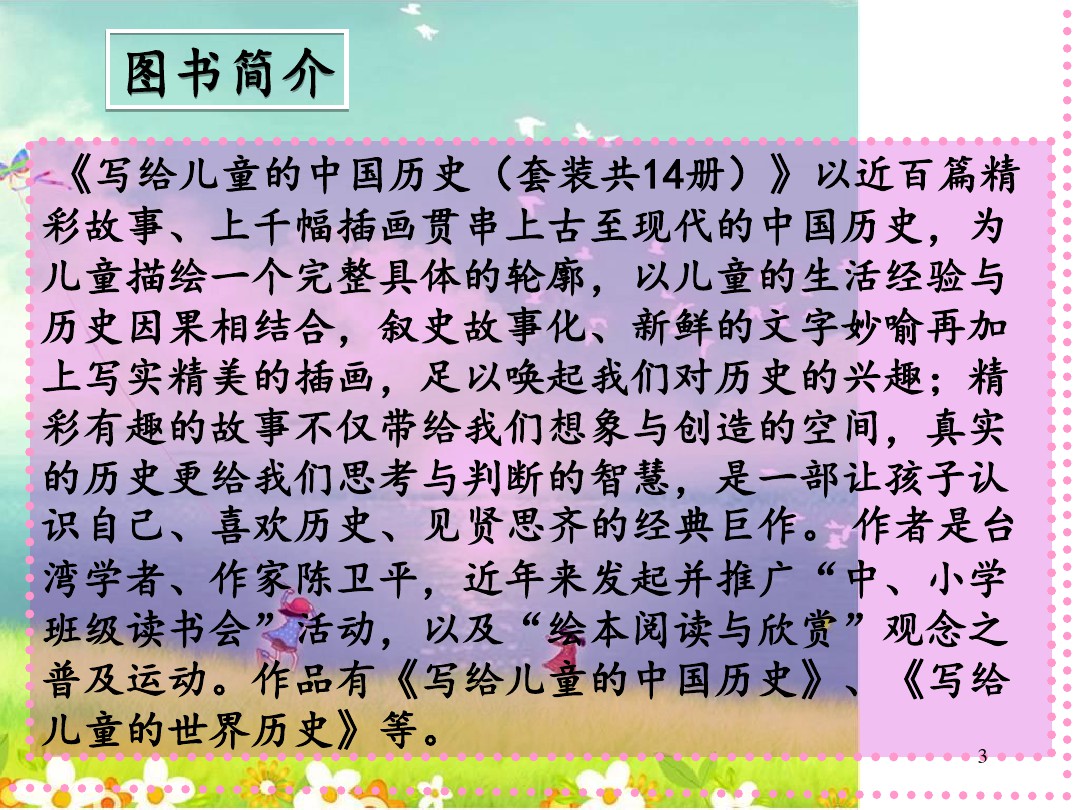 图书简介
《写给儿童的中国历史（套装共14册）》以近百篇精
彩故事、上千幅插画贯串上古至现代的中国历史，为
儿童描绘一个完整具体的轮廓，以儿童的生活经验与
历史因果相结合，叙史故事化、新鲜的文字妙喻再加
上写实精美的插画，足以唤起我们对历史的兴趣；精
彩有趣的故事不仅带给我们想象与创造的空间，真实
的历史更给我们思考与判断的智慧，是一部让孩子认
识自己、喜欢历史、见贤思齐的经典巨作。 作者是台
湾学者、作家陈卫平，近年来发起并推广“中、小学
班级读书会”活动，以及“绘本阅读与欣赏”观念之
普及运动。作品有《写给儿童的中国历史》、《写给
儿童的世界历史》等。
3